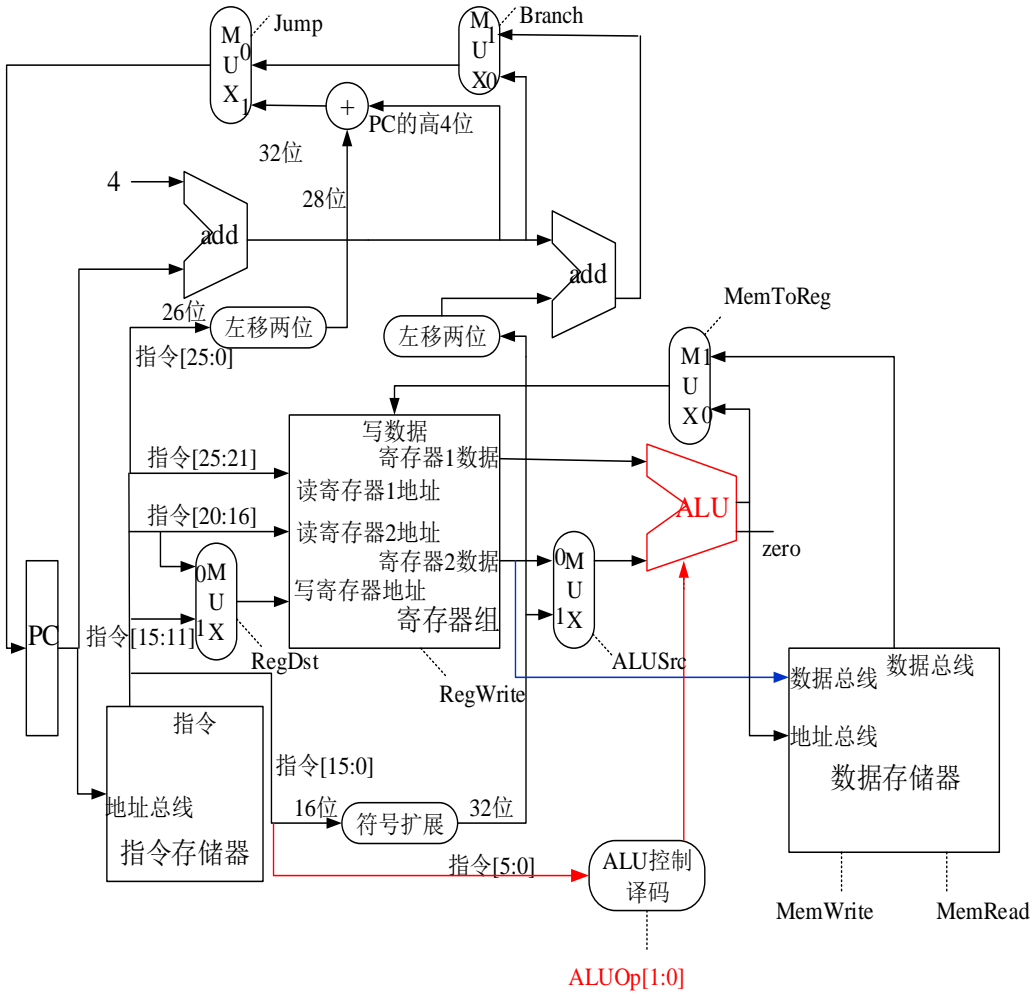 Jump
M
U
X
0
1
Branch
M
U
X
1
0
+
PC的高4位
32位
28位
4
add
add
26位
左移两位
指令[25:0]
左移两位
MemToReg
M
U
X
1
0
写数据
寄存器1数据
指令[25:21]
读寄存器1地址
指令[20:16]
读寄存器2地址
寄存器2数据
写寄存器地址
寄存器组
ALU
zero
0
M
U
X
1
0
M
U
X
1
PC
指令[15:11]
RegDst
RegWrite
ALUSrc
数据总线
数据总线
地址总线
数据存储器
指令
地址总线
指令存储器
指令[15:0]
16位
符号扩展
32位
指令[5:0]
ALU控制
译码
MemWrite
MemRead
ALUOp[1:0]